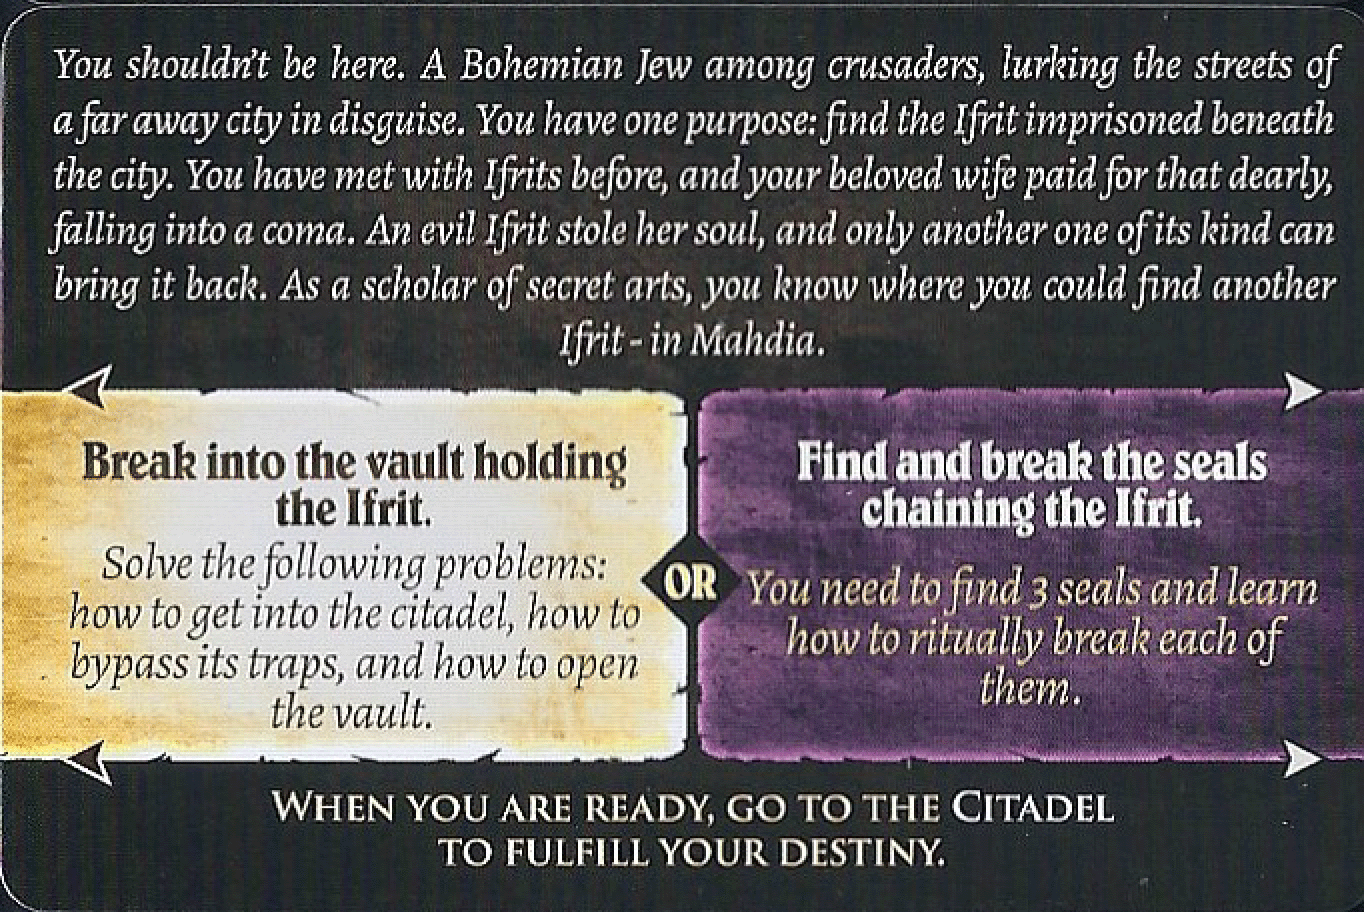 You shouldn't be here. A Bohemian Jew among crusaders, lurking the streets of
a far away city in disguise. You have one purpose: find the Ifrit imprisoned beneath
the city. You have met with Ifrits before, and your beloved wife paid for that dearly,
falling into a coma. An evil Ifrit stole her soul, and only another one of its kind can
bring it back. As a scholar of secret arts, you know where you could find another
Ifrit - in Mahdia.
Break into the vault holding
the Ifrit.
Solve the following problems:
how to get into the citadel, how to
bypass its traps, and how to open
the vault.
OR
Find and break the seals
chaining the Ifrit.
You need to find 3 seals and learn
how to ritually break each of
them.
WHEN YOU ARE READY, GO TO THE CITADEL
TO FULFILL YOUR DESTINY.